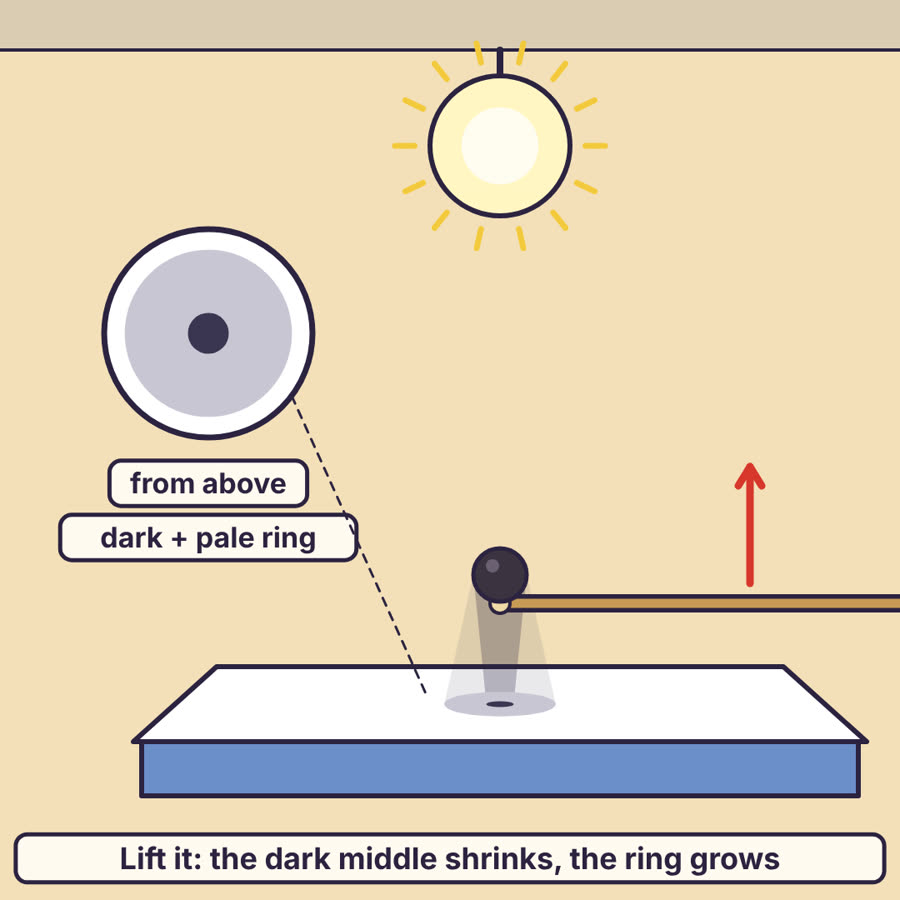 from above
dark + pale ring
Lift it: the dark middle shrinks, the ring grows